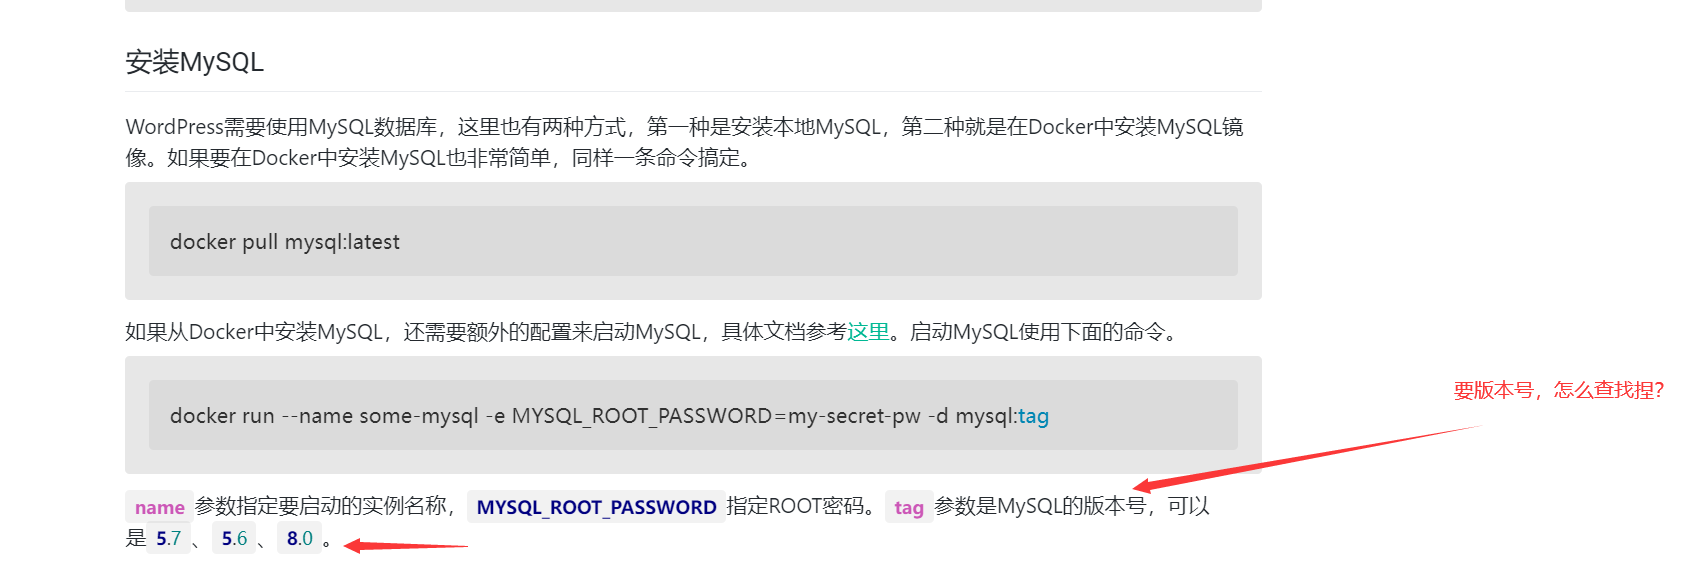 安装MySQL
WordPress需要使用MySQL数据库，这里也有两种方式，第一种是安装本地MySQL，第二种就是在Docker中安装MySQL镜
像。如果要在Docker中安装MySQL也非常简单，同样一条命令搞定。
docker pull mysql:latest
如果从Docker中安装MySQL，还需要额外的配置来启动MySQL，具体文档参考这里。启动MySQL使用下面的命令。
要版本号，怎么查找捏？
docker run --name some-mysql -e MYSQL_ROOT_PASSWORD=my-secret-pw -d mysql:tag
name 参数指定要启动的实例名称， MYSQL_ROOT_PASSWORD 指定ROOT密码。 tag 参数是MySQL的版本号，可以
是 5.7 、 5.6 、 8.0 。